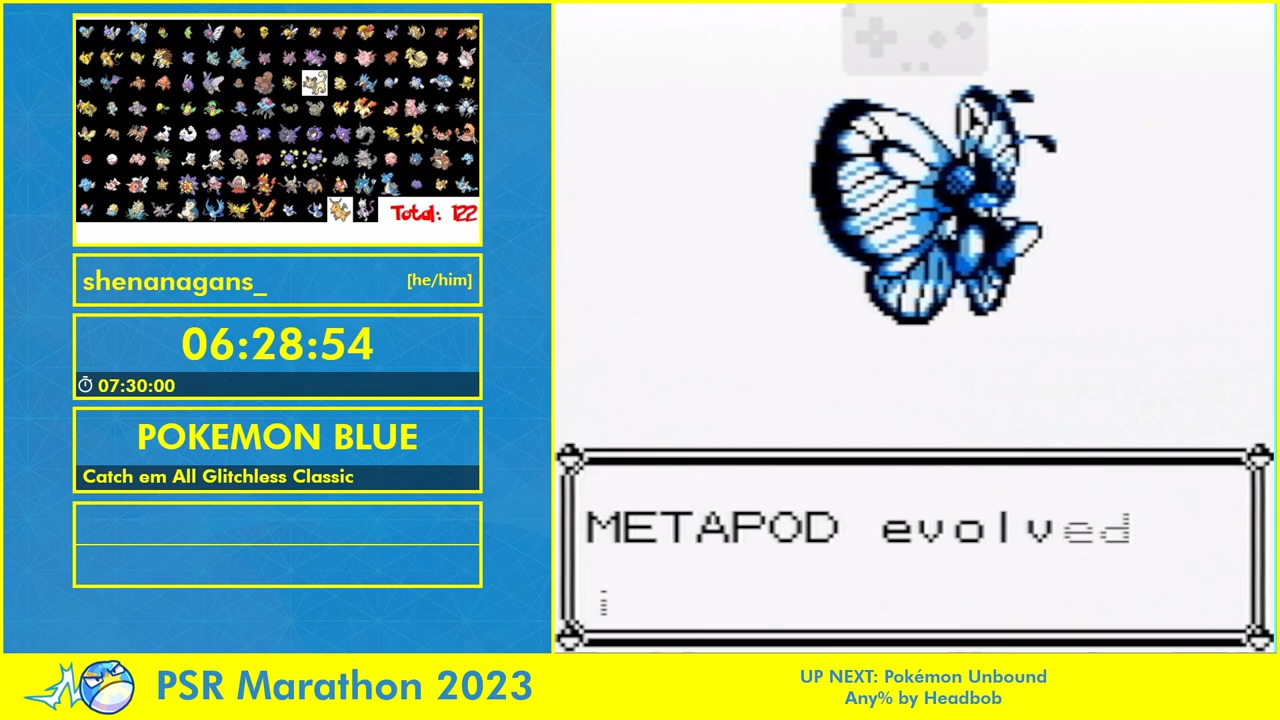 Total: 122
shenanagans_
[he/him]
06:28:54
07:30:00
POKEMON BLUE
Catch em All Glitchless Classic
METAPOD evolved
i
PSR Marathon 2023
UP NEXT: Pokémon Unbound
Any% by Headbob